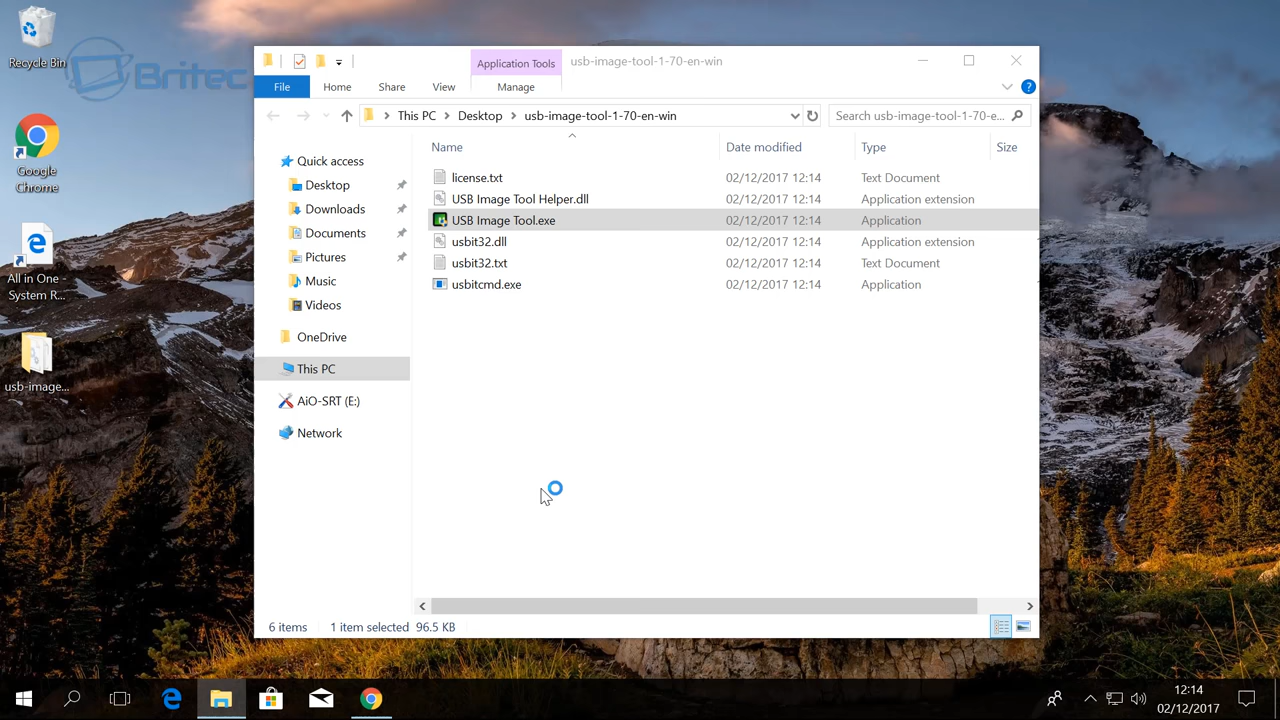 Recycle Bin
Britec
Google
Chrome
All in One -
System R...
usb-image...
Application Tools
usb-image-tool-1-70-en-win
File
Home
Share
View
Manage
This PC
Desktop
usb-image-tool-1-70-en-win
Search usb-image-tool-1-70-e...
Name
Date modified
Type
Size
Quick access
Desktop
Downloads
Documents
Pictures
Music
Videos
OneDrive
This PC
AiO-SRT (E:)
Network
license.txt 02/12/2017 12:14 Text Document
USB Image Tool Helper.dll 02/12/2017 12:14 Application extension
USB Image Tool.exe 02/12/2017 12:14 Application
usbit32.dll 02/12/2017 12:14 Application extension
usbit32.txt 02/12/2017 12:14 Text Document
usbitcmd.exe 02/12/2017 12:14 Application
6 items 1 item selected 96.5 KB
12:14
02/12/2017